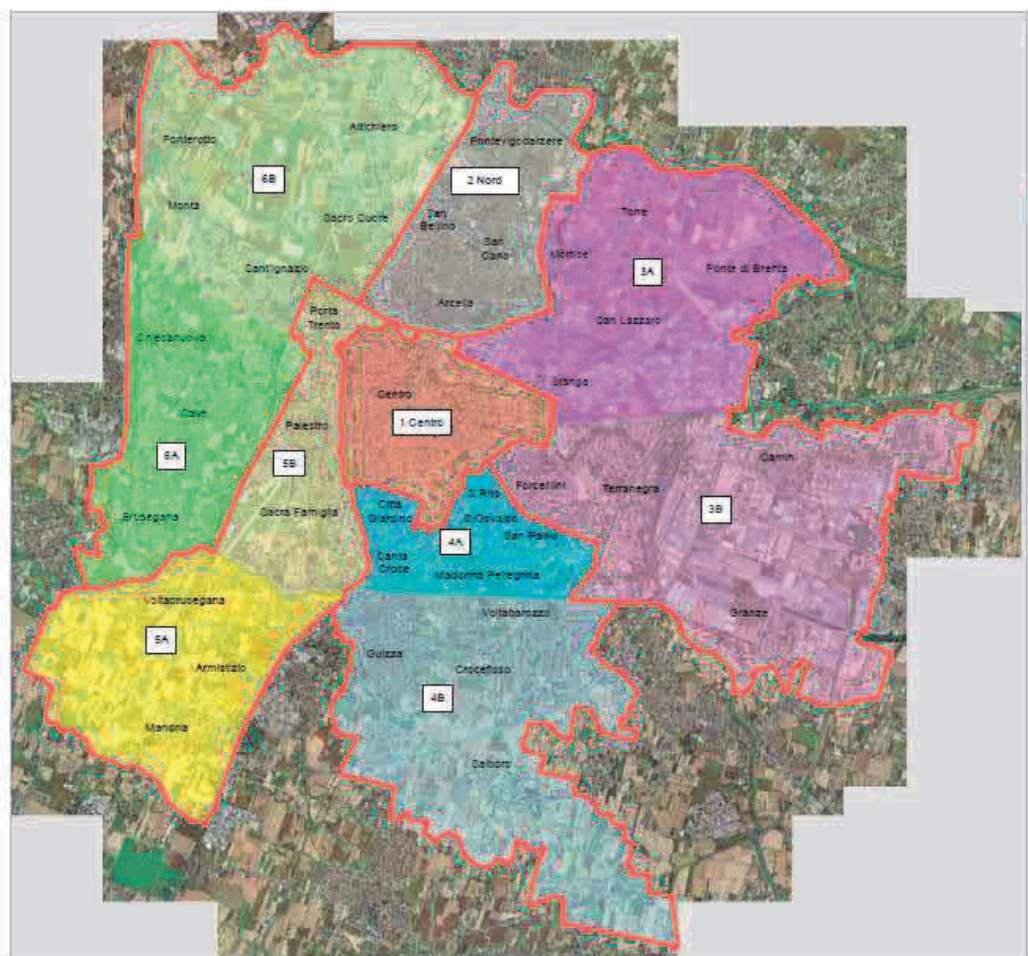 Altichiero
Ponterotto
Pontevigodarzere
6B
2 Nord
Montà
Sacro Cuore
San
Bellino
Torre
San
Carlo
Mortise
3A
Ponte di Brenta
Sant'Ignazio
Arcella
Porta
Trento
San Lazzaro
Chiesanuova
Stanga
Centro
Cave
1 Centro
Palestro
6A
5B
Camin
Forcellini
Terranegra
S.Rita
Città
Giardino
3B
Brusegana
Sacra Famiglia
S.Osvaldo
San Paolo
4A
Santa
Croce
Madonna Pellegrina
Voltabrusegana
Voltabarozzo
Granze
5A
Guizza
Armistizio
Crocefisso
4B
Mandria
Salboro